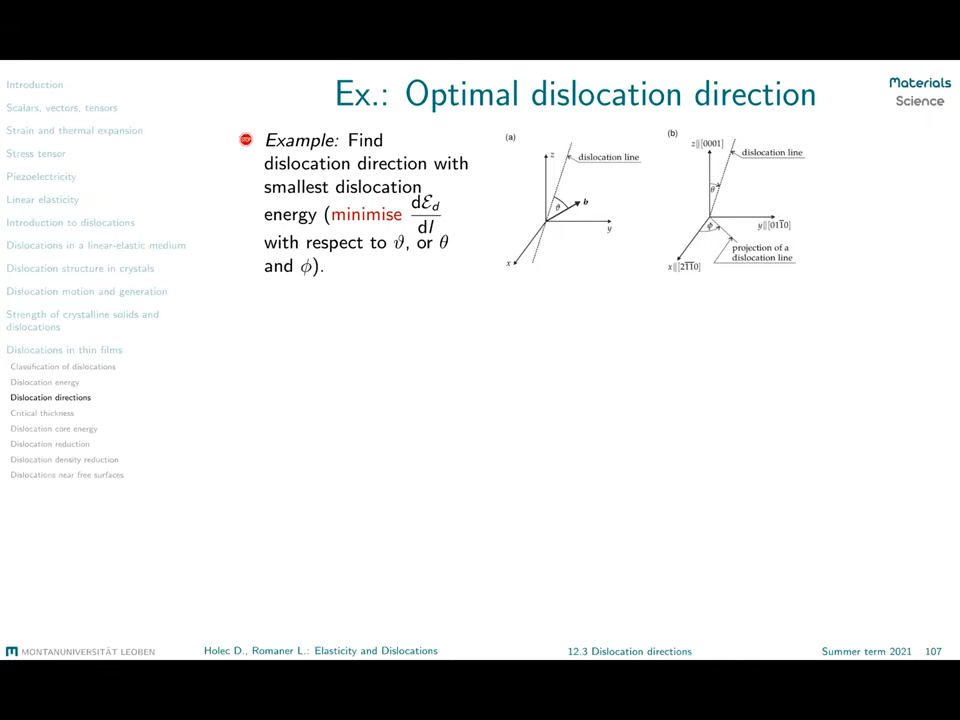 Introduction
Scalars, vectors, tensors
Strain and thermal expansion
Stress tensor
Piezoelectricity
Linear elasticity
Introduction to dislocations
Dislocations in a linear-elastic medium
Dislocation structure in crystals
Dislocation motion and generation
Strength of crystalline solids and
dislocations
Dislocations in thin films
Classification of dislocations
Dislocation energy
Dislocation directions
Critical thickness
Dislocation core energy
Dislocation reduction
Dislocation density reduction
Dislocations near free surfaces
Ex.: Optimal dislocation direction
Materials
Science
STOP
Example: Find
dislocation direction with
smallest dislocation
energy (minimise dℰ_d/dl
with respect to ϑ, or θ
and ϕ).
(a)
z
dislocation line
ϑ
b
y
x
(b)
z∥[0001]
dislocation line
θ
y∥[011̅0]
ϕ
projection of a
dislocation line
x∥[21̅1̅0]
MONTANUNIVERSITÄT LEOBEN
Holec D., Romaner L.: Elasticity and Dislocations
12.3 Dislocation directions
Summer term 2021 107